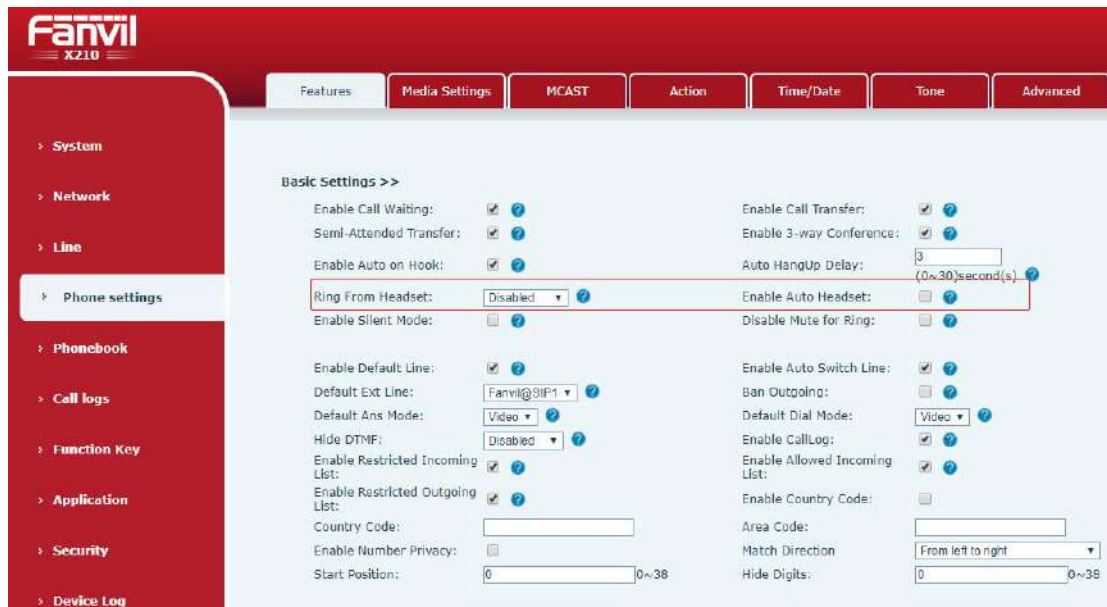 Fanvil
X210
Features Media Settings MCAST Action Time/Date Tone Advanced
› System
› Network
› Line
› Phone settings
› Phonebook
› Call logs
› Function Key
› Application
› Security
› Device Log
Basic Settings >>
Enable Call Waiting: Enable Call Transfer:
Semi-Attended Transfer: Enable 3-way Conference:
Enable Auto on Hook: Auto HangUp Delay: 3
(0~30)second(s)
Ring From Headset: Disabled Enable Auto Headset:
Enable Silent Mode: Disable Mute for Ring:
Enable Default Line: Enable Auto Switch Line:
Default Ext Line: Fanvil@SIP1 Ban Outgoing:
Default Ans Mode: Video Default Dial Mode: Video
Hide DTMF: Disabled Enable CallLog:
Enable Restricted Incoming List: Enable Allowed Incoming List:
Enable Restricted Outgoing List: Enable Country Code:
Country Code: Area Code:
Enable Number Privacy: Match Direction From left to right
Start Position: 0 0~38 Hide Digits: 0 0~38